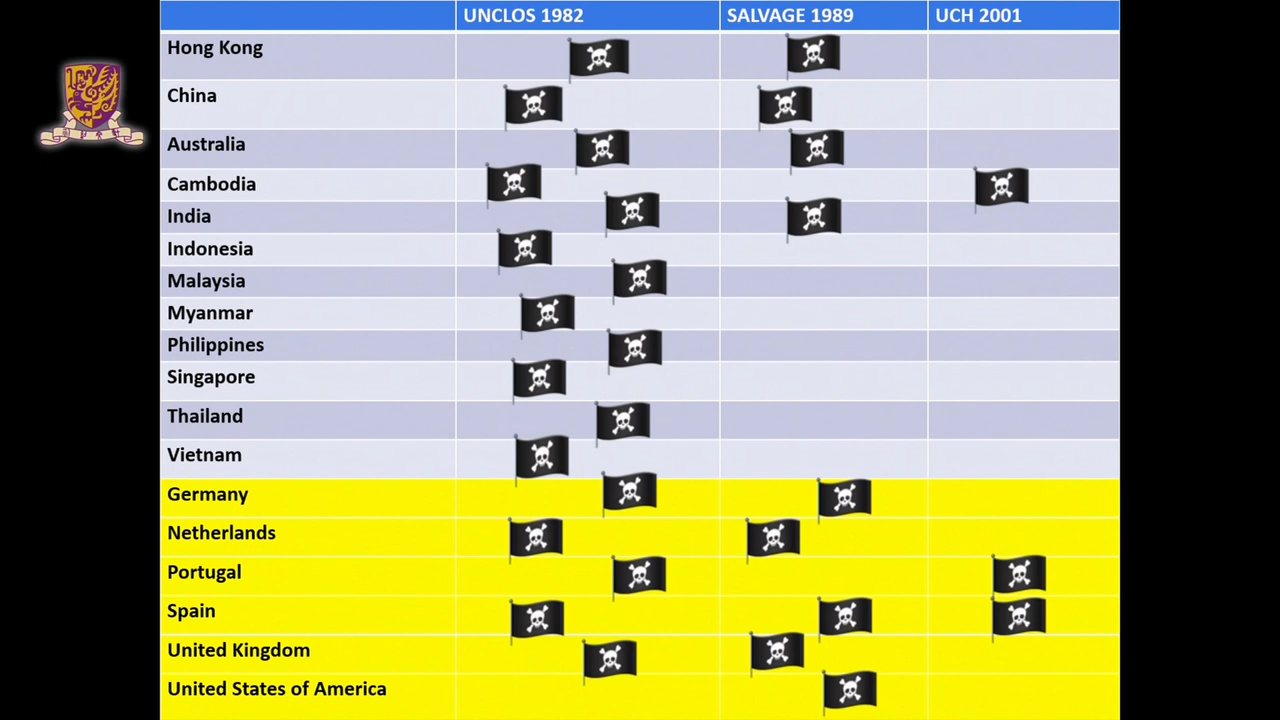 UNCLOS 1982 SALVAGE 1989 UCH 2001
Hong Kong
China
Australia
Cambodia
India
Indonesia
Malaysia
Myanmar
Philippines
Singapore
Thailand
Vietnam
Germany
Netherlands
Portugal
Spain
United Kingdom
United States of America